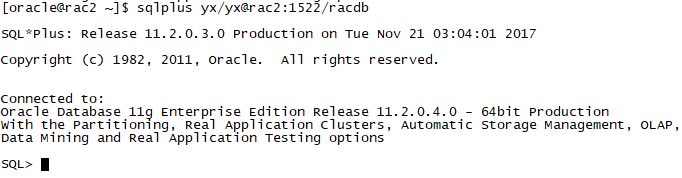 [oracle@rac2 ~]$ sqlplus yx/yx@rac2:1522/racdb
SQL*Plus: Release 11.2.0.3.0 Production on Tue Nov 21 03:04:01 2017
Copyright (c) 1982, 2011, Oracle.  All rights reserved.
Connected to:
Oracle Database 11g Enterprise Edition Release 11.2.0.4.0 - 64bit Production
With the Partitioning, Real Application Clusters, Automatic Storage Management, OLAP,
Data Mining and Real Application Testing options
SQL>